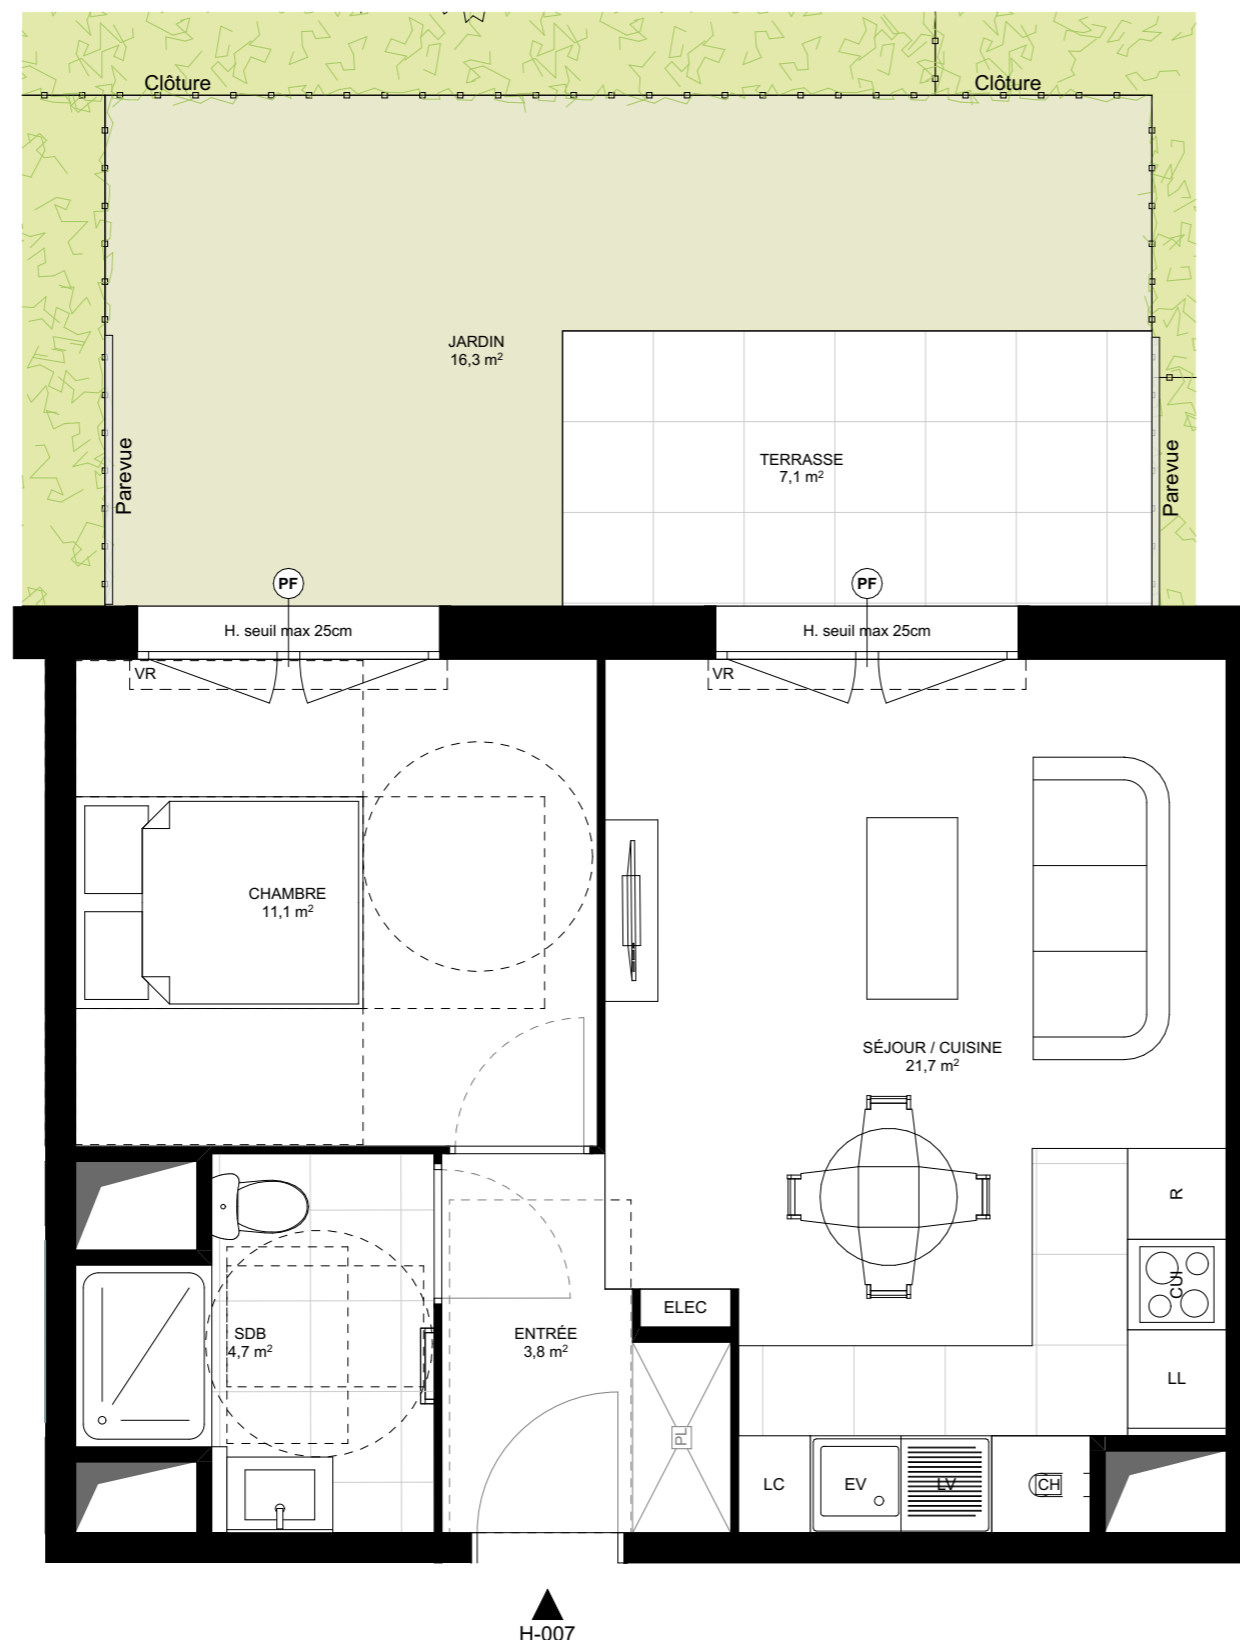 Clôture
Clôture
JARDIN
16,3 m²
TERRASSE
7,1 m²
Parevue
Parevue
PF
PF
H. seuil max 25cm
H. seuil max 25cm
VR
VR
CHAMBRE
11,1 m²
SÉJOUR / CUISINE
21,7 m²
R
CUI
ELEC
SDB
4,7 m²
ENTRÉE
3,8 m²
LL
PL
LC
EV
LV
CH
H-007